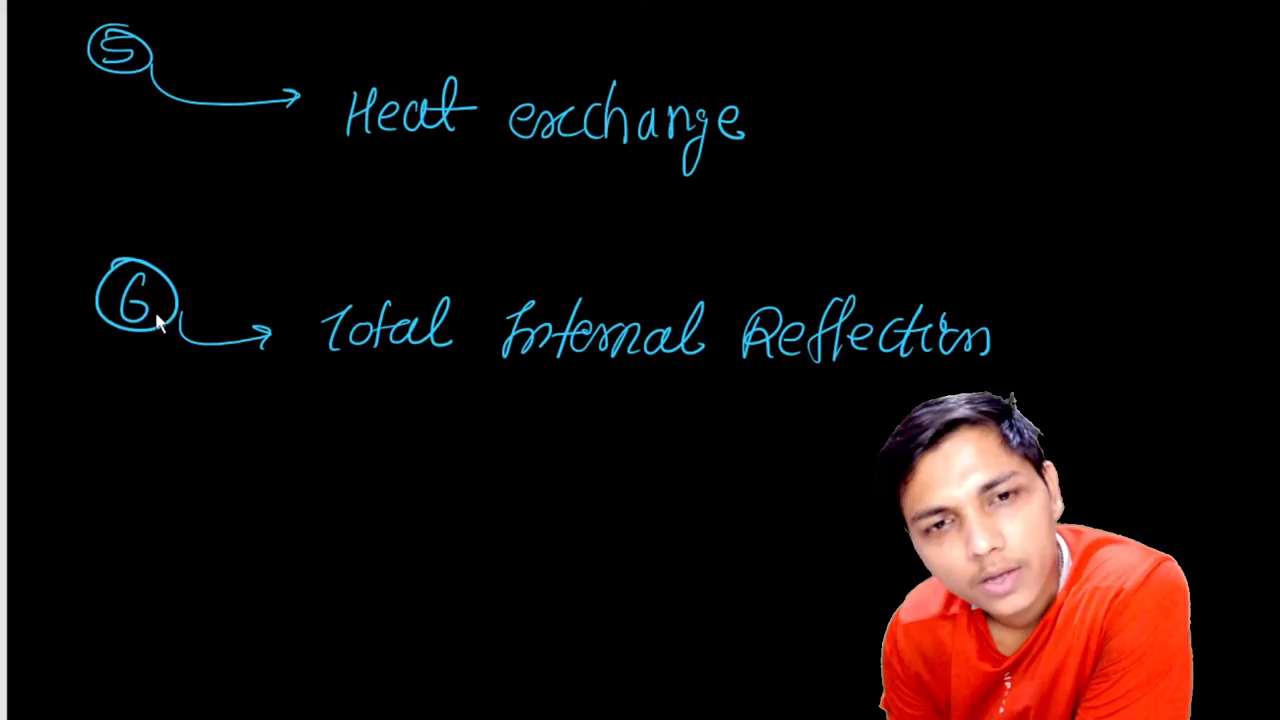 5 → Heat exchange
6 → Total Internal Reflection